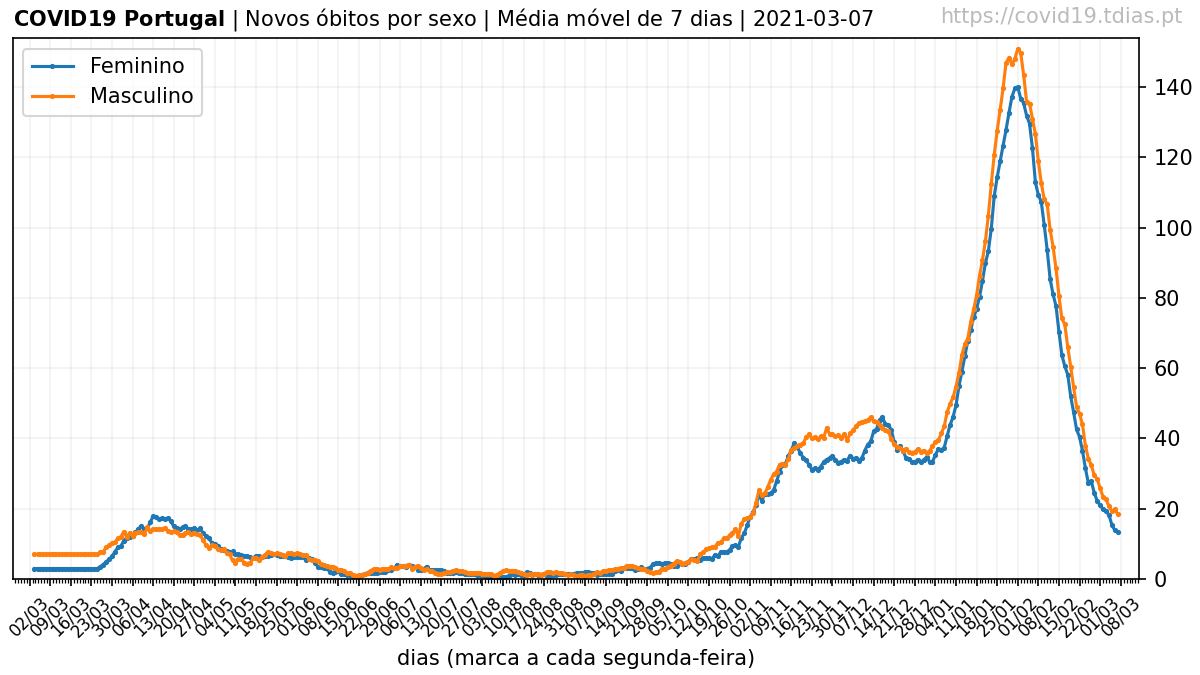 COVID19 Portugal | Novos óbitos por sexo | Média móvel de 7 dias | 2021-03-07
https://covid19.tdias.pt
Feminino
Masculino
140
120
100
80
60
40
20
0
02/03 09/03 16/03 23/03 30/03 06/04 13/04 20/04 27/04 04/05 11/05 18/05 25/05 01/06 08/06 15/06 22/06 29/06 06/07 13/07 20/07 27/07 03/08 10/08 17/08 24/08 31/08 07/09 14/09 21/09 28/09 05/10 12/10 19/10 26/10 02/11 09/11 16/11 23/11 30/11 07/12 14/12 21/12 28/12 04/01 11/01 18/01 25/01 01/02 08/02 15/02 22/02 01/03 08/03
dias (marca a cada segunda-feira)